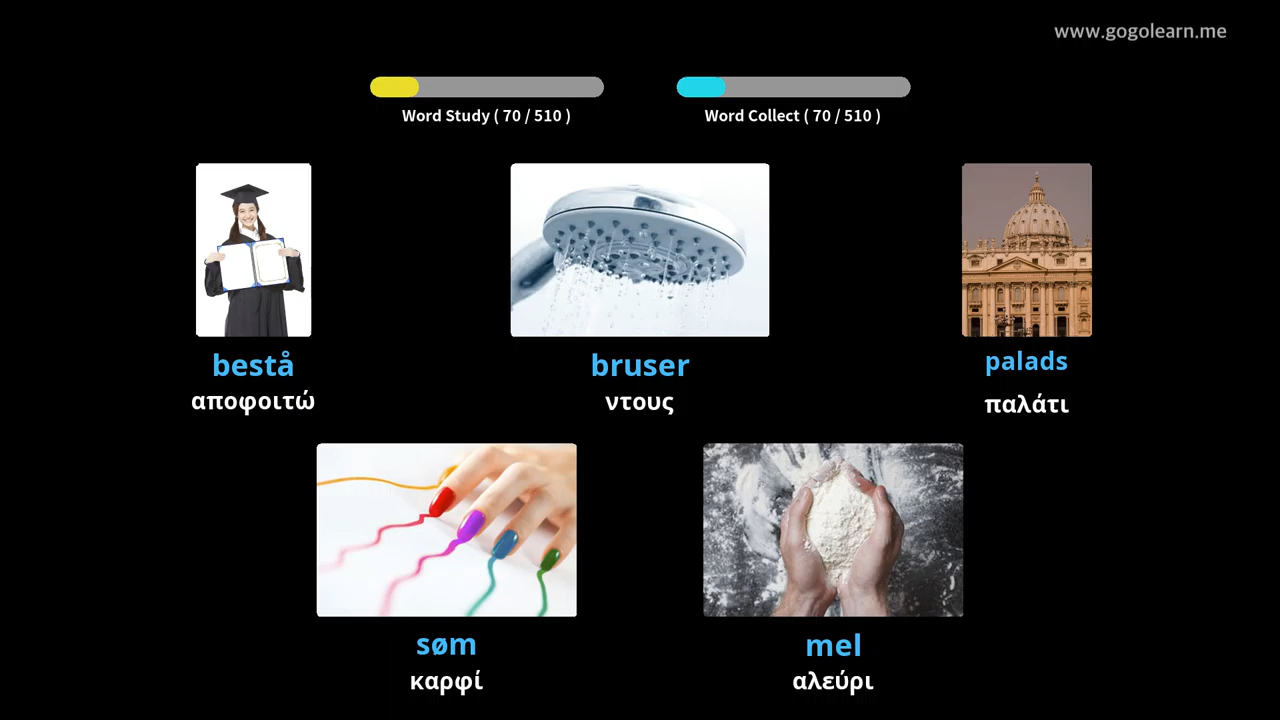 www.gogolearn.me
Word Study ( 70 / 510 )
Word Collect ( 70 / 510 )
bestå
αποφοιτώ
bruser
ντους
palads
παλάτι
søm
καρφί
mel
αλεύρι